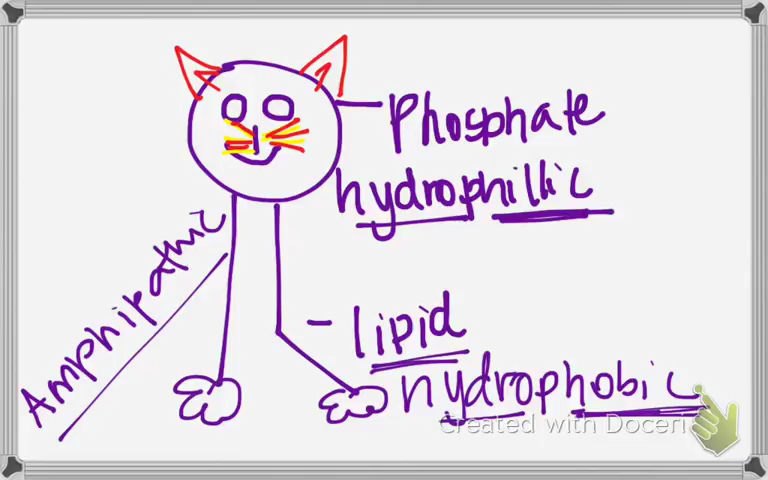 Phosphate
hydrophillic
Amphipathic
lipid
hydrophobic
Created with Doceri